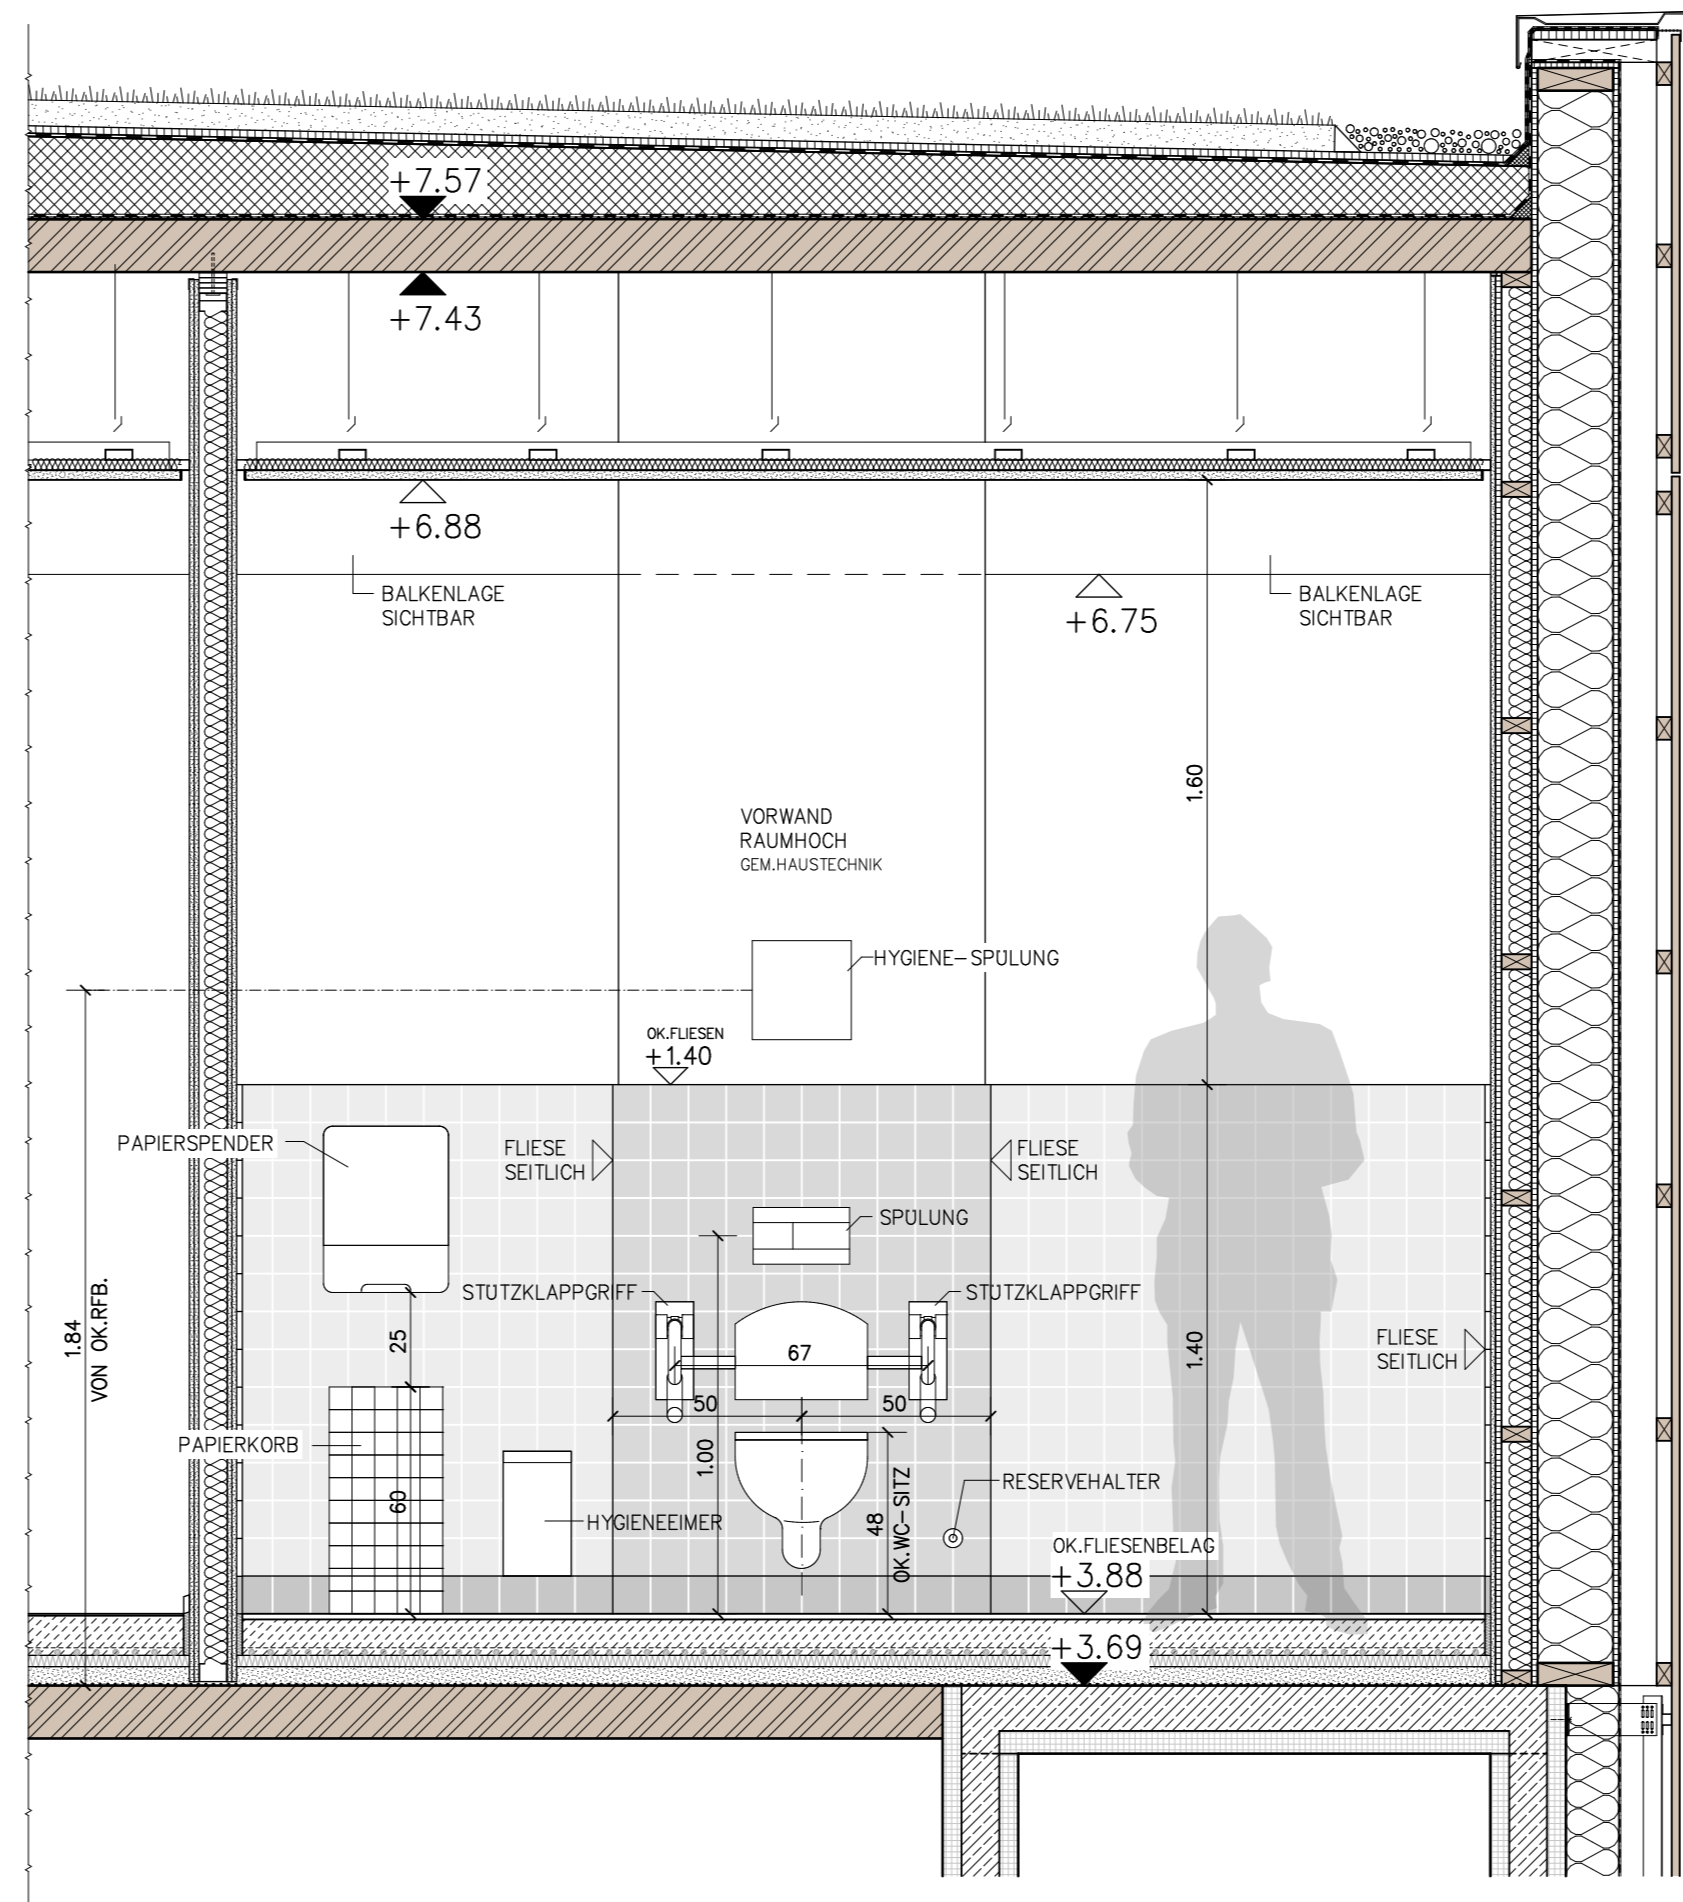 +7.57
+7.43
+6.88
BALKENLAGE
SICHTBAR
+6.75
BALKENLAGE
SICHTBAR
1.60
VORWAND
RAUMHOCH
GEM.HAUSTECHNIK
HYGIENE-SPÜLUNG
OK.FLIESEN
+1.40
PAPIERSPENDER
FLIESE
SEITLICH
FLIESE
SEITLICH
SPÜLUNG
STÜTZKLAPPGRIFF
STÜTZKLAPPGRIFF
1.84
VON OK.RFB.
25
67
1.40
FLIESE
SEITLICH
50
50
PAPIERKORB
1.00
60
HYGIENEEIMER
48
OK.WC-SITZ
RESERVEHALTER
OK.FLIESENBELAG
+3.88
+3.69